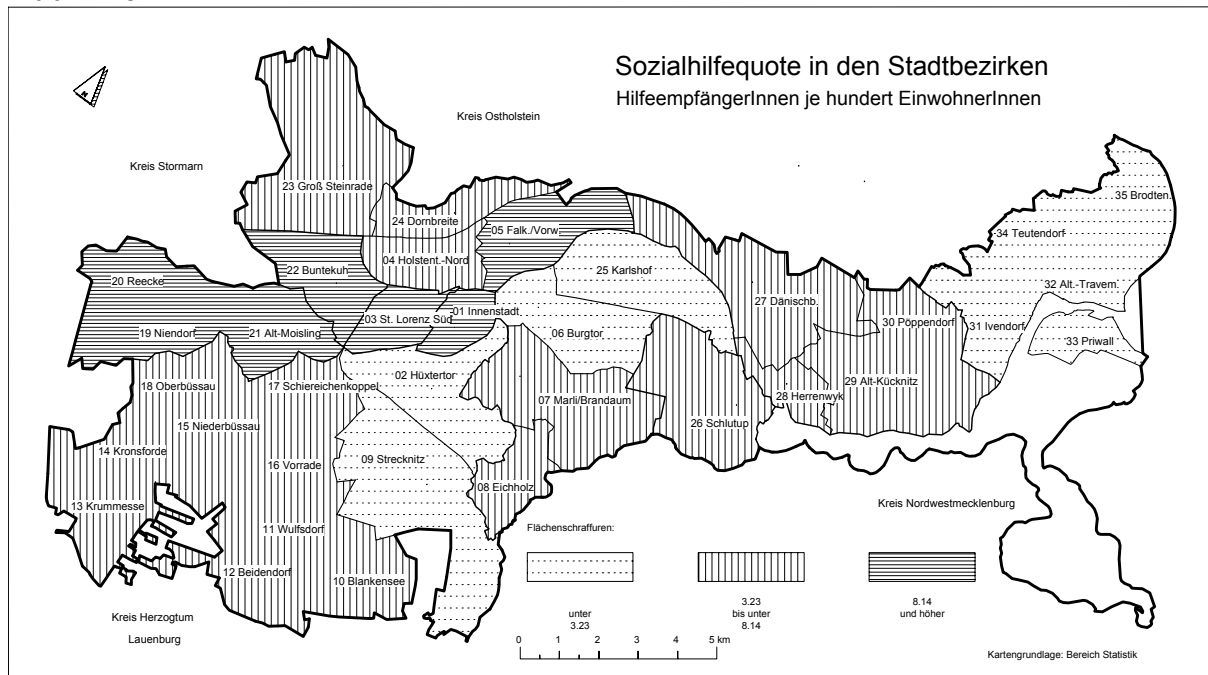 Sozialhilfequote in den Stadtbezirken
HilfeempfängerInnen je hundert EinwohnerInnen
N
Kreis Ostholstein
Kreis Stormarn
23 Groß Steinrade
35 Brodten
24 Dornbreite
05 Falk./Vorw
34 Teutendorf
04 Holstent.-Nord
22 Buntekuh
25 Karlshof
20 Reecke
32 Alt.-Travem.
27 Dänischb.
01 Innenstadt
03 St. Lorenz Süd
30 Pöppendorf
31 Ivendorf
19 Niendorf
21 Alt-Moisling
06 Burgtor
33 Priwall
02 Hüxtertor
18 Oberbüssau
17 Schiereichenkoppel
29 Alt-Kücknitz
28 Herrenwyk
07 Marli/Brandaum
15 Niederbüssau
26 Schlutup
14 Kronsforde
16 Vorrade
09 Strecknitz
08 Eichholz
13 Krummesse
Kreis Nordwestmecklenburg
11 Wulfsdorf
Flächenschraffuren:
12 Beidendorf
10 Blankensee
unter
3.23
3.23
bis unter
8.14
8.14
und höher
Kreis Herzogtum
Lauenburg
0 1 2 3 4 5 km
Kartengrundlage: Bereich Statistik